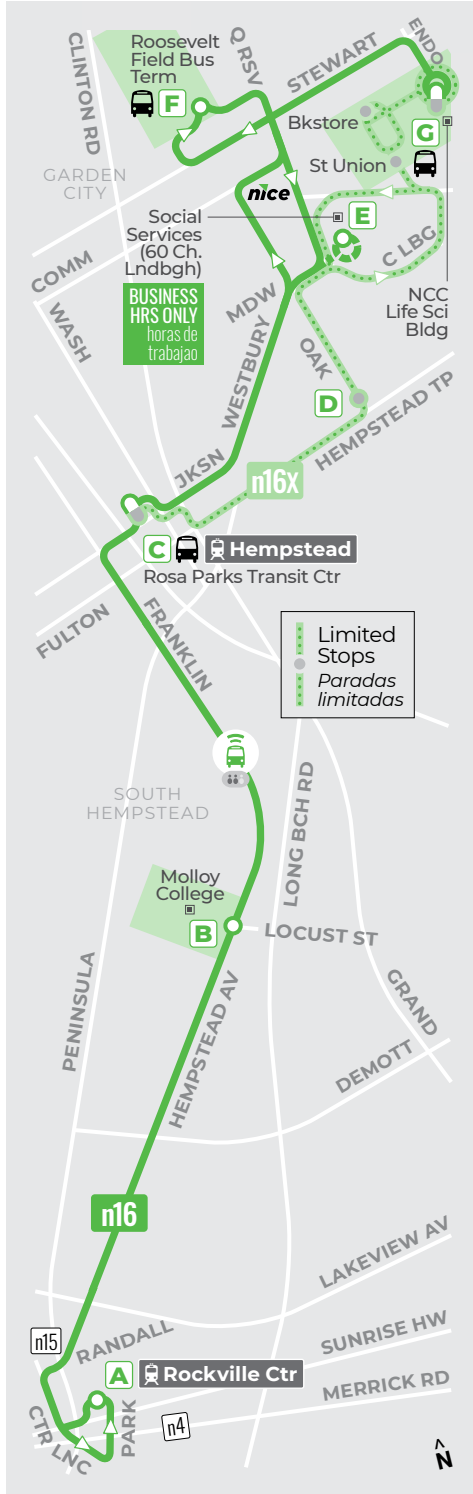 CLINTON RD
Roosevelt
Field Bus
Term
F
Q RSV
STEWART
ENDO
Bkstore
G
St Union
GARDEN
CITY
nice
E
Social
Services
(60 Ch.
Lndbgh)
C LBG
COMM
WASH
BUSINESS
HRS ONLY
horas de
trabajao
MDW
WESTBURY
OAK
NCC
Life Sci
Bldg
D
HEMPSTEAD TP
JKSN
n16X
C
Hempstead
Rosa Parks Transit Ctr
FULTON
FRANKLIN
Limited
Stops
Paradas
limitadas
SOUTH
HEMPSTEAD
LONG BCH RD
Molloy
College
B
LOCUST ST
PENINSULA
HEMPSTEAD AV
GRAND
DEMOTT
n16
LAKEVIEW AV
n15
RANDALL
SUNRISE HW
A
Rockville Ctr
MERRICK RD
CTR LNC
PARK
n4
N